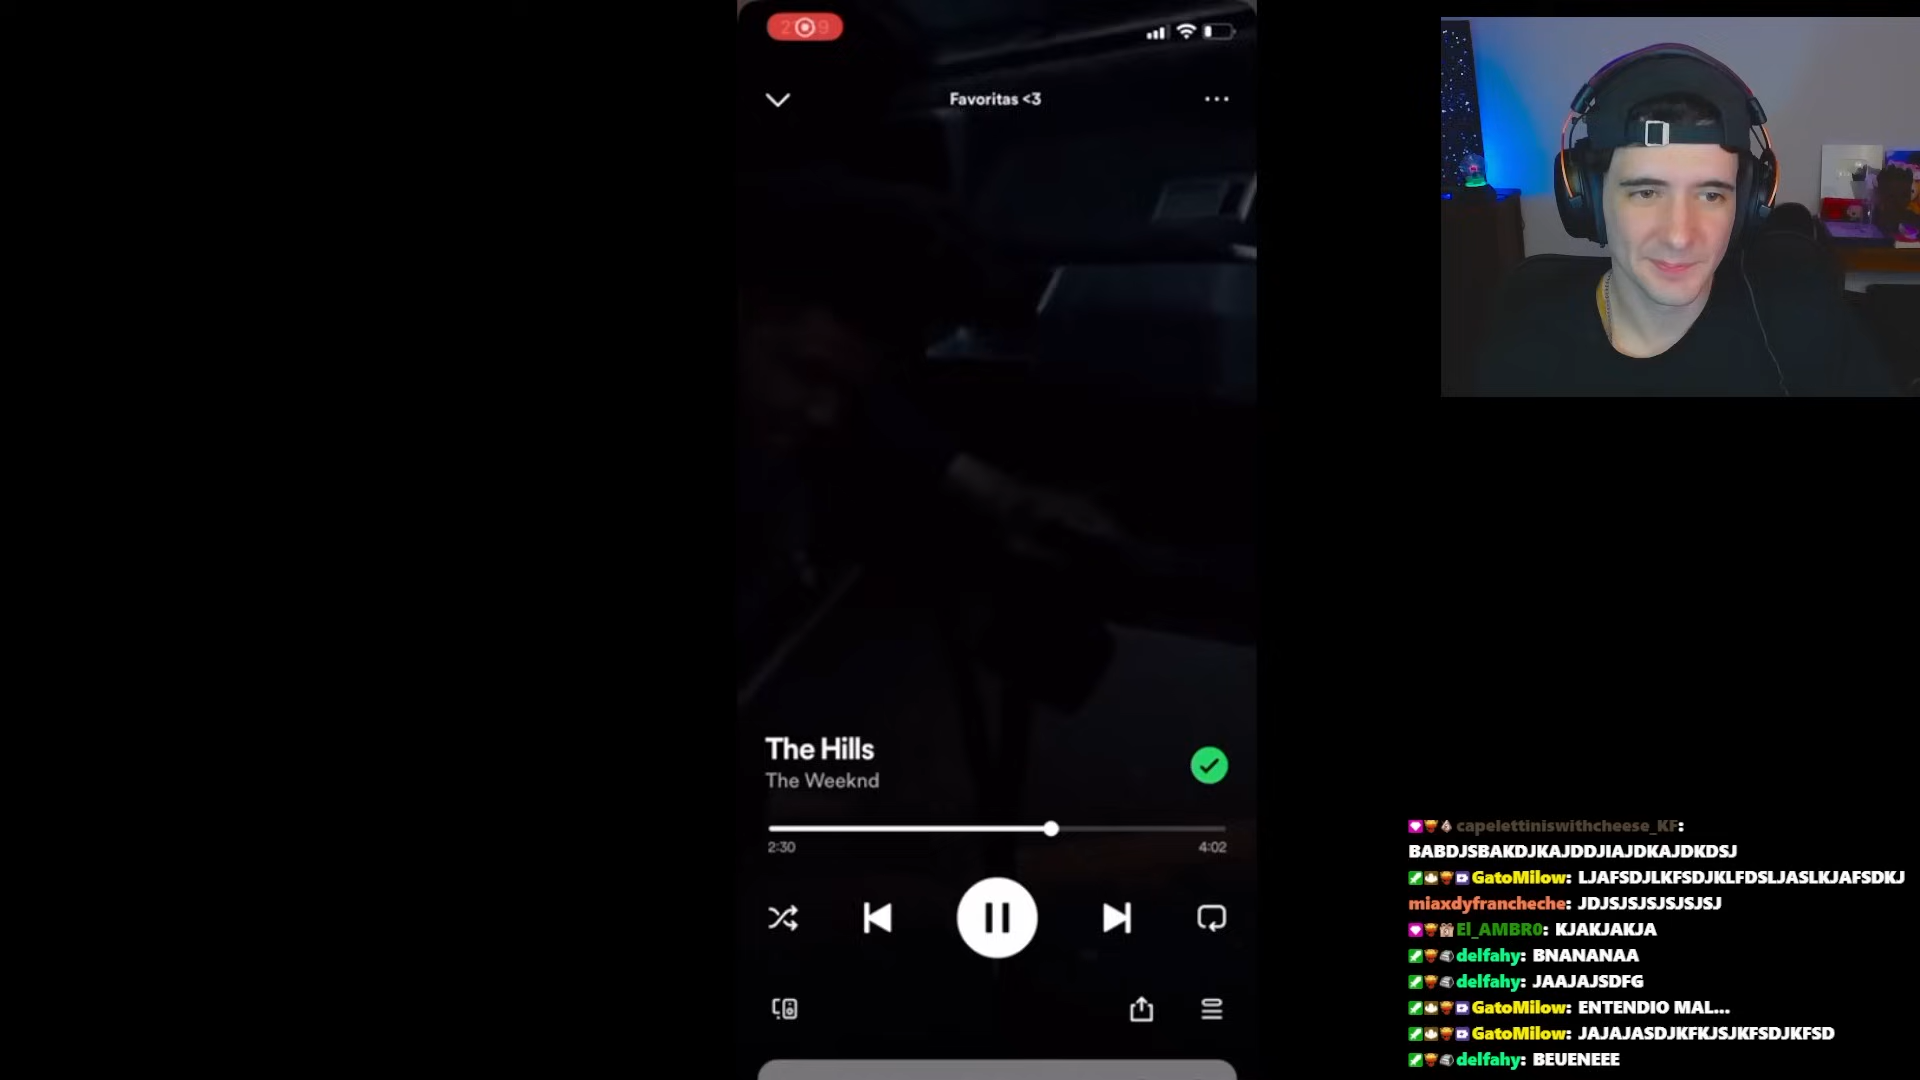 Favoritas <3
The Hills
The Weeknd
2:30
4:02
capelettiniswithcheese_KF:
BABDJSBAKDJKAJDDJIAJDKAJDKDSJ
GatoMilow: LJAFSDJLKFSDJKLFDSLJASLKJAFSDKJ
miaxdyfrancheche: JDJSJSJSJSJSJSJ
El_AMBR0: KJAKJAKJA
delfahy: BNANANAA
delfahy: JAAJAJSDFG
GatoMilow: ENTENDIO MAL...
GatoMilow: JAJAJASDJKFKJSJKFSDJKFSD
delfahy: BEUENEEE